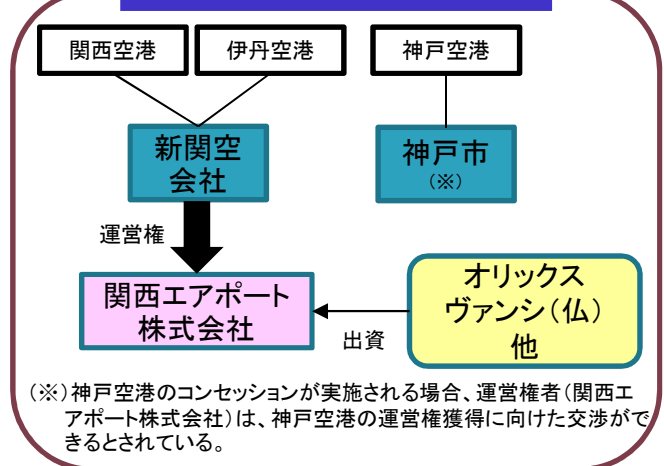 関西空港
伊丹空港
神戸空港
新関空
会社
神戸市
(※)
運営権
関西エアポート
株式会社
オリックス
ヴァンシ(仏)
他
出資
(※)神戸空港のコンセッションが実施される場合、運営権者(関西エ
アポート株式会社)は、神戸空港の運営権獲得に向けた交渉がで
きるとされている。